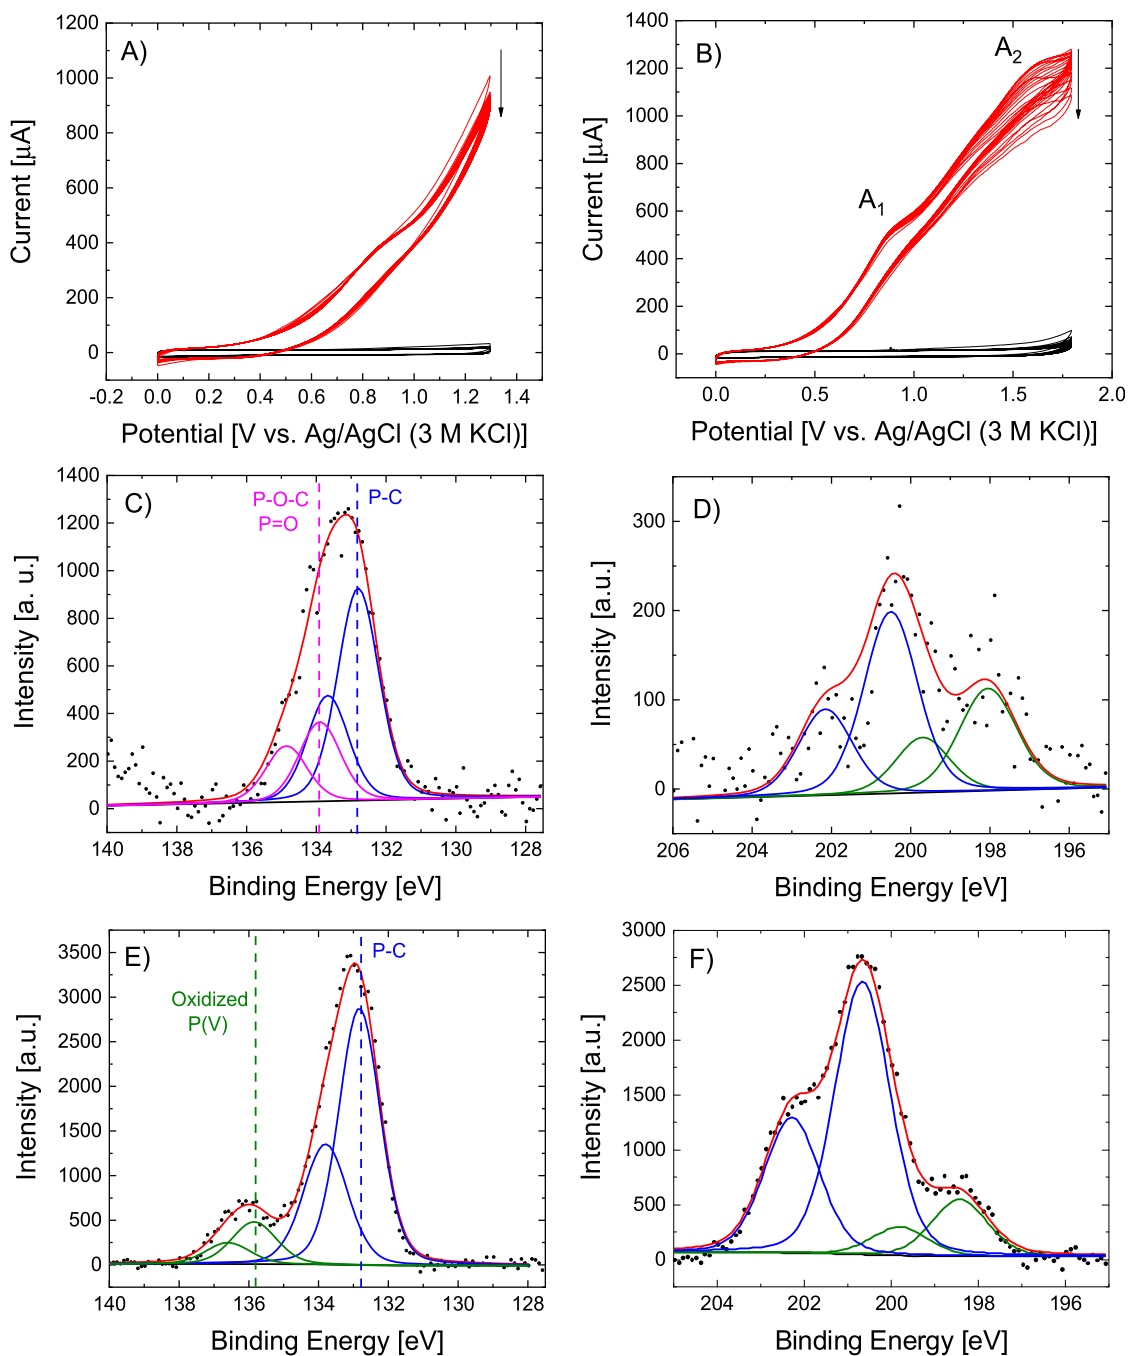 A)
1200
1000
800
600
400
200
0
Current [µA]
-0.2 0.0 0.2 0.4 0.6 0.8 1.0 1.2 1.4
Potential [V vs. Ag/AgCl (3 M KCl)]
B)
A2
A1
1400
1200
1000
800
600
400
200
0
Current [µA]
0.0 0.5 1.0 1.5 2.0
Potential [V vs. Ag/AgCl (3 M KCl)]
C)
P-O-C
P=O
P-C
1400
1200
1000
800
600
400
200
0
Intensity [a. u.]
140 138 136 134 132 130 128
Binding Energy [eV]
D)
300
200
100
0
Intensity [a.u.]
206 204 202 200 198 196
Binding Energy [eV]
E)
P-C
Oxidized
P(V)
3500
3000
2500
2000
1500
1000
500
0
Intensity [a.u.]
140 138 136 134 132 130 128
Binding Energy [eV]
F)
3000
2500
2000
1500
1000
500
0
Intensity [a.u.]
204 202 200 198 196
Binding Energy [eV]